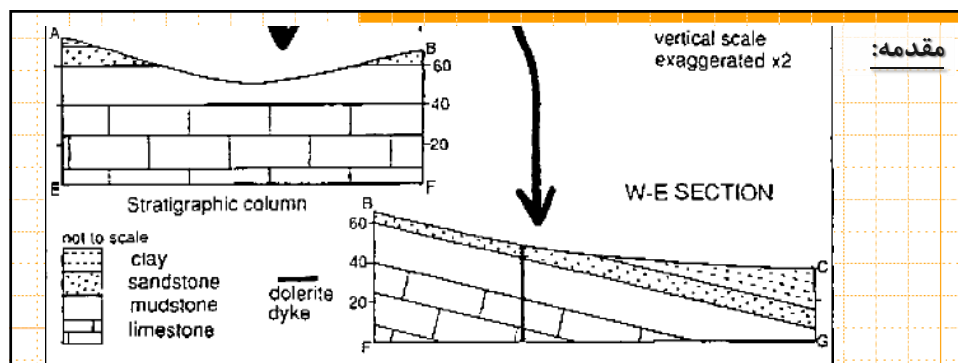 مقدمه:
A
B
vertical scale
exaggerated x2
60
40
20
E
F
Stratigraphic column
W-E SECTION
not to scale
clay
sandstone
mudstone
limestone
dolerite
dyke
B
60
40
20
F
C
G